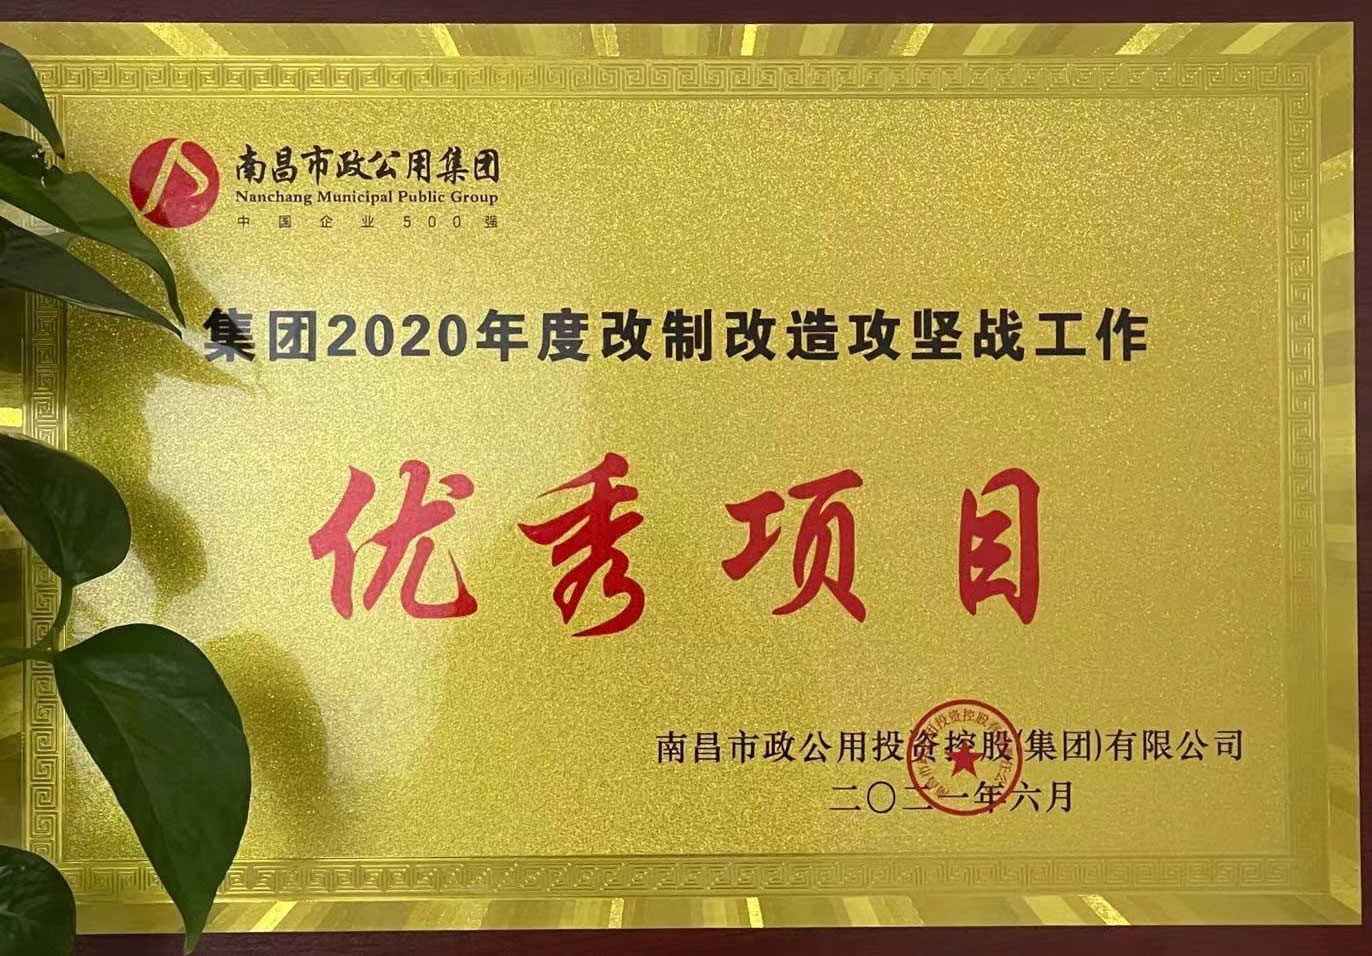 南昌市政公用集团
Nanchang Municipal Public Group
中国企业500强
集团2020年度改制改造攻坚战工作
优秀项目
南昌市政公用投资控股(集团)有限公司
二〇二一年六月